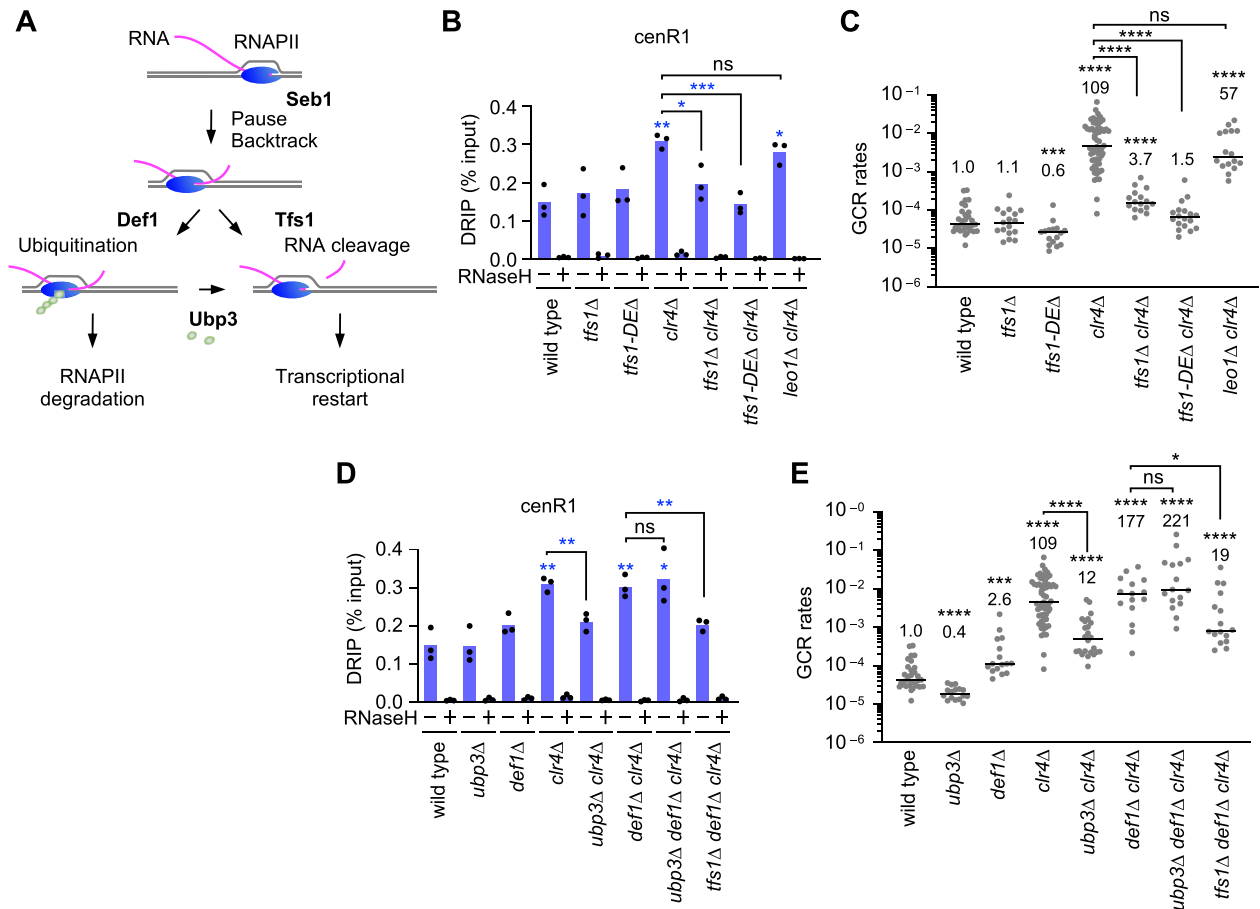 A
RNA
RNAPII
Seb1
Pause
Backtrack
Def1
Tfs1
Ubiquitination
RNA cleavage
Ubp3
RNAPII
degradation
Transcriptional
restart
B
cenR1
ns
***
*
** *
DRIP (% input)
0.4
0.3
0.2
0.1
0.0
RNaseH
− + − + − + − + − + − + − +
wild type
tfs1Δ
tfs1-DEΔ
clr4Δ
tfs1Δ clr4Δ
tfs1-DEΔ clr4Δ
leo1Δ clr4Δ
C
ns
****
****
**** **** *** ****
1.0 1.1 0.6 109 3.7 1.5 57
GCR rates
10⁻¹
10⁻²
10⁻³
10⁻⁴
10⁻⁵
10⁻⁶
wild type
tfs1Δ
tfs1-DEΔ
clr4Δ
tfs1Δ clr4Δ
tfs1-DEΔ clr4Δ
leo1Δ clr4Δ
D
cenR1
**
** ns
** ** *
DRIP (% input)
0.4
0.3
0.2
0.1
0.0
RNaseH
− + − + − + − + − + − + − + − +
wild type
ubp3Δ
def1Δ
clr4Δ
ubp3Δ clr4Δ
def1Δ clr4Δ
ubp3Δ def1Δ clr4Δ
tfs1Δ def1Δ clr4Δ
E
*
ns
****
**** *** **** **** **** **** ****
1.0 0.4 2.6 109 12 177 221 19
GCR rates
10⁻⁰
10⁻¹
10⁻²
10⁻³
10⁻⁴
10⁻⁵
10⁻⁶
wild type
ubp3Δ
def1Δ
clr4Δ
ubp3Δ clr4Δ
def1Δ clr4Δ
ubp3Δ def1Δ clr4Δ
tfs1Δ def1Δ clr4Δ